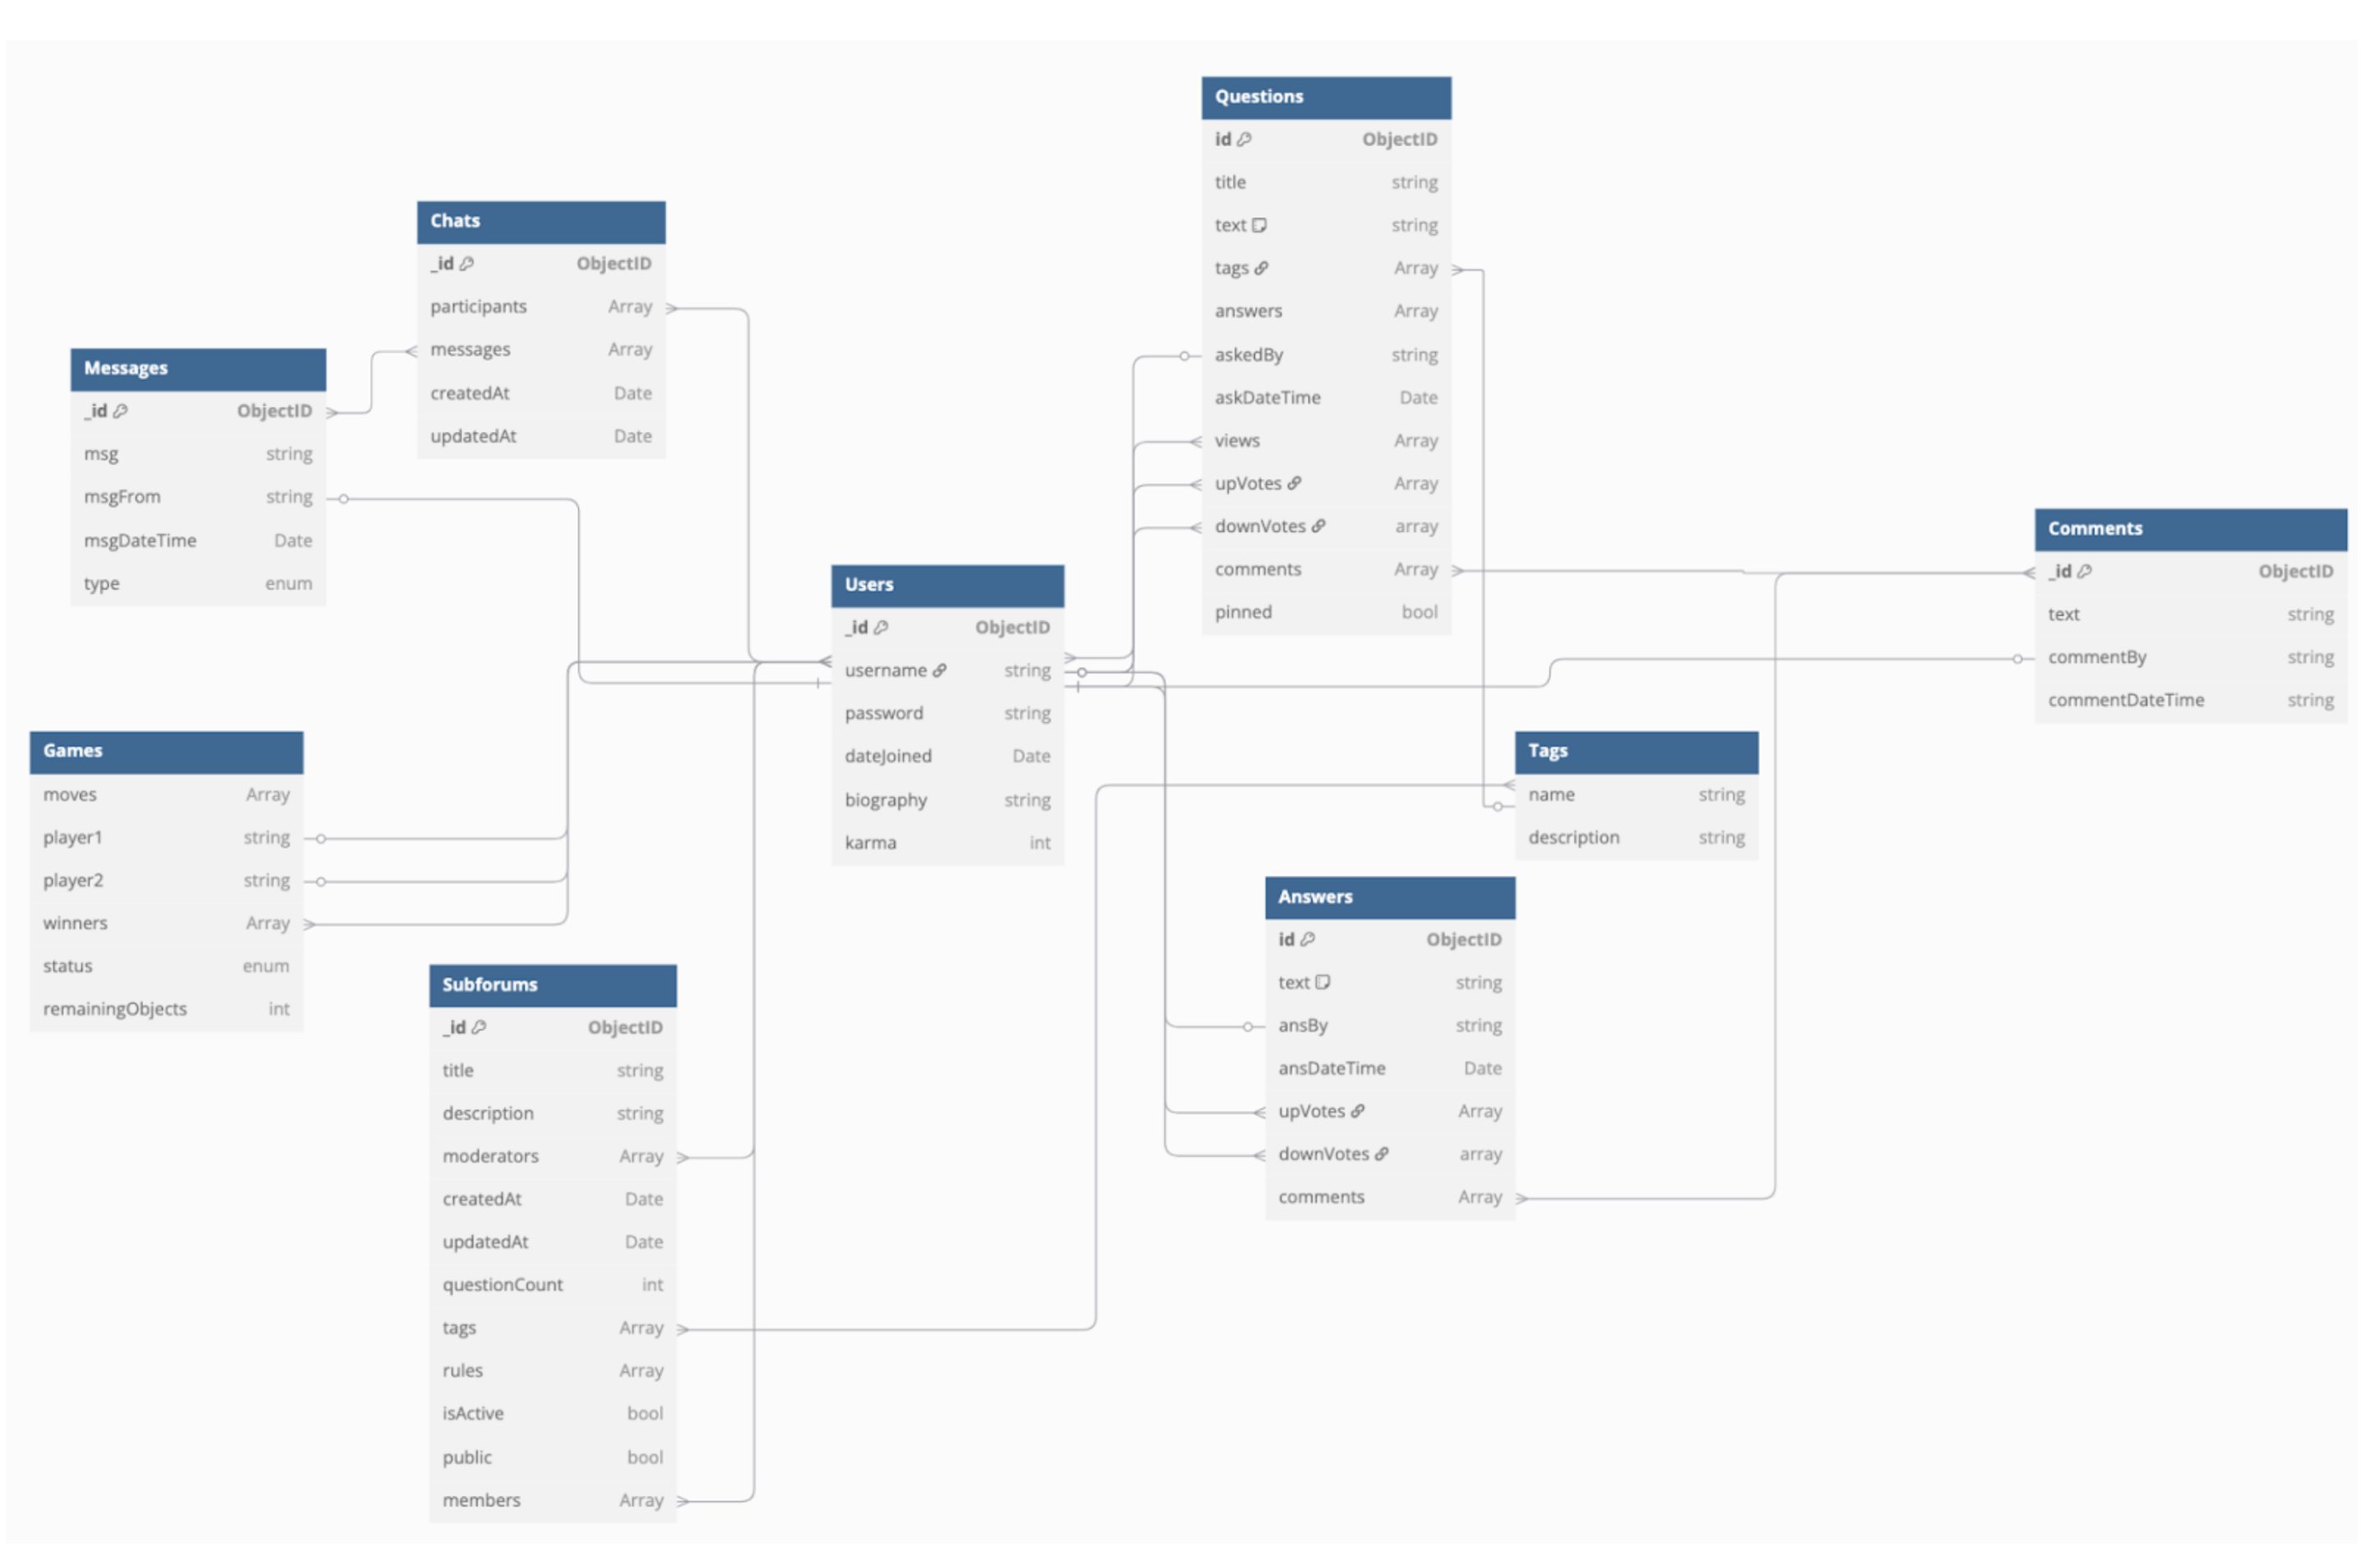 Questions
id ObjectID
title string
text string
tags Array
answers Array
askedBy string
askDateTime Date
views Array
upVotes Array
downVotes array
comments Array
pinned bool
Chats
_id ObjectID
participants Array
messages Array
createdAt Date
updatedAt Date
Messages
_id ObjectID
msg string
msgFrom string
msgDateTime Date
type enum
Comments
_id ObjectID
text string
commentBy string
commentDateTime string
Users
_id ObjectID
username string
password string
dateJoined Date
biography string
karma int
Games
moves Array
player1 string
player2 string
winners Array
status enum
remainingObjects int
Tags
name string
description string
Answers
id ObjectID
text string
ansBy string
ansDateTime Date
upVotes Array
downVotes array
comments Array
Subforums
_id ObjectID
title string
description string
moderators Array
createdAt Date
updatedAt Date
questionCount int
tags Array
rules Array
isActive bool
public bool
members Array